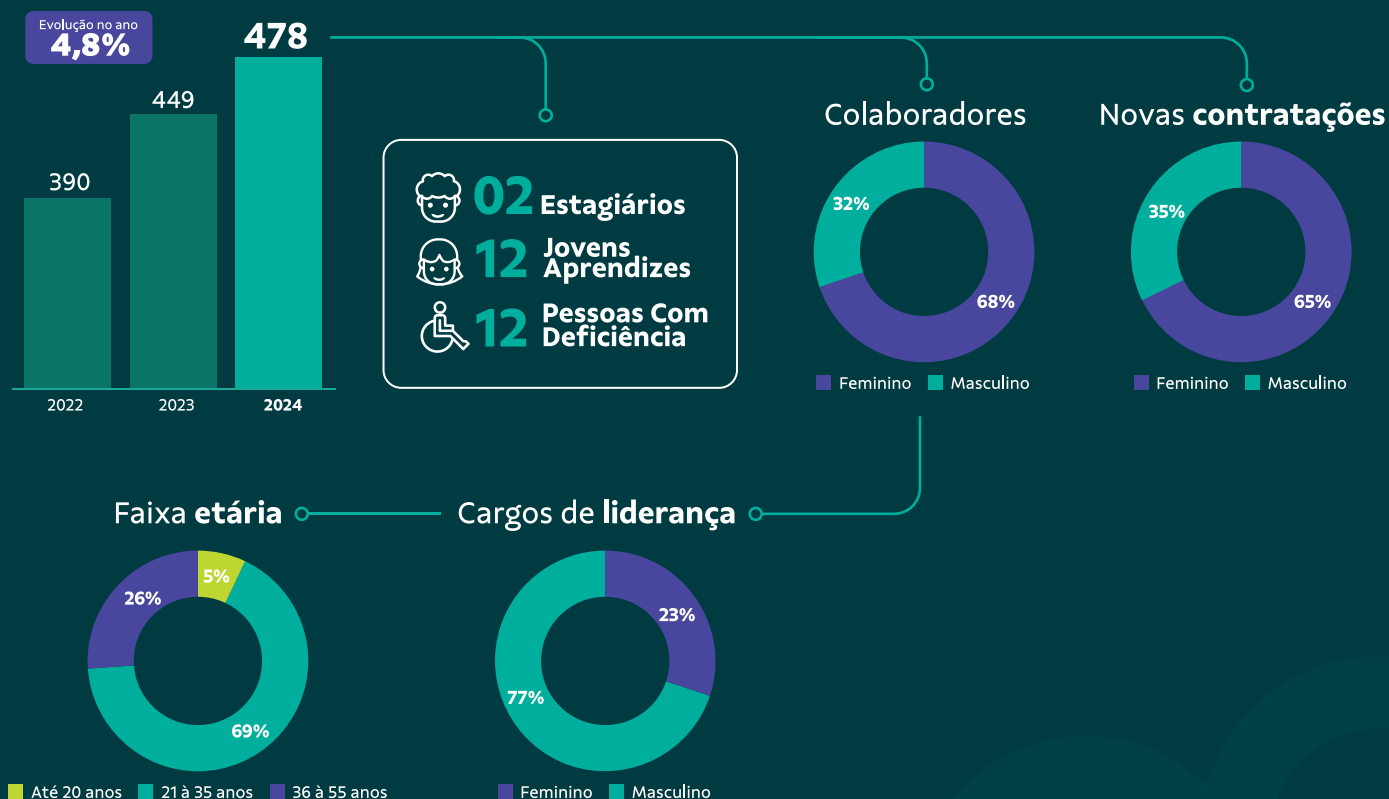 Evolução no ano
4,8%
390
449
478
2022
2023
2024
02 Estagiários
12 Jovens
Aprendizes
12 Pessoas Com
Deficiência
Colaboradores
32%
68%
Feminino Masculino
Novas contratações
35%
65%
Feminino Masculino
Faixa etária
5%
26%
69%
Até 20 anos 21 à 35 anos 36 à 55 anos
Cargos de liderança
23%
77%
Feminino Masculino